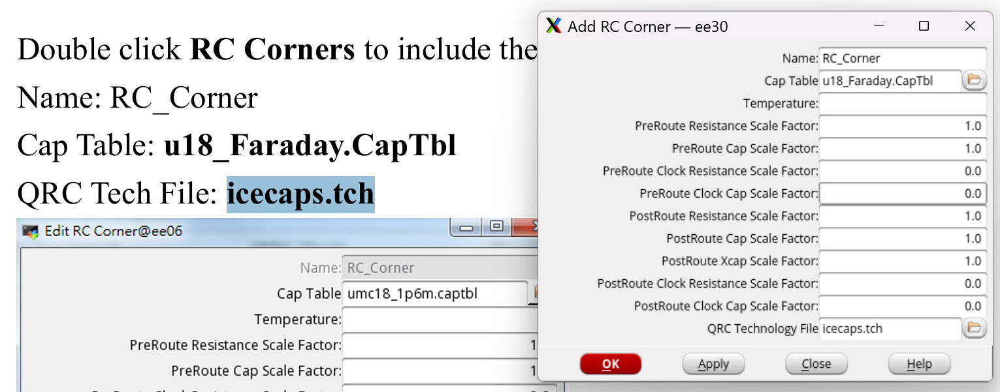 Double click RC Corners to include the
Name: RC_Corner
Cap Table: u18_Faraday.CapTbl
QRC Tech File: icecaps.tch
Edit RC Corner@ee06
Name: RC_Corner
Cap Table umc18_1p6m.captbl
Temperature:
PreRoute Resistance Scale Factor: 1
PreRoute Cap Scale Factor: 1
Add RC Corner — ee30
Name: RC_Corner
Cap Table u18_Faraday.CapTbl
Temperature:
PreRoute Resistance Scale Factor: 1.0
PreRoute Cap Scale Factor: 1.0
PreRoute Clock Resistance Scale Factor: 0.0
PreRoute Clock Cap Scale Factor: 0.0
PostRoute Resistance Scale Factor: 1.0
PostRoute Cap Scale Factor: 1.0
PostRoute Xcap Scale Factor: 1.0
PostRoute Clock Resistance Scale Factor: 0.0
PostRoute Clock Cap Scale Factor: 0.0
QRC Technology File icecaps.tch
OK Apply Close Help